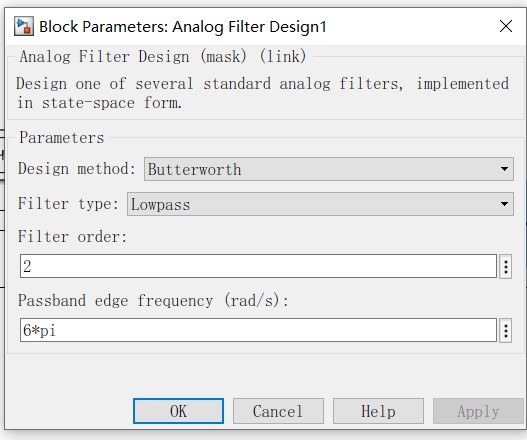 Block Parameters: Analog Filter Design1
Analog Filter Design (mask) (link)
Design one of several standard analog filters, implemented
in state-space form.
Parameters
Design method: Butterworth
Filter type: Lowpass
Filter order:
2
Passband edge frequency (rad/s):
6*pi
OK Cancel Help Apply